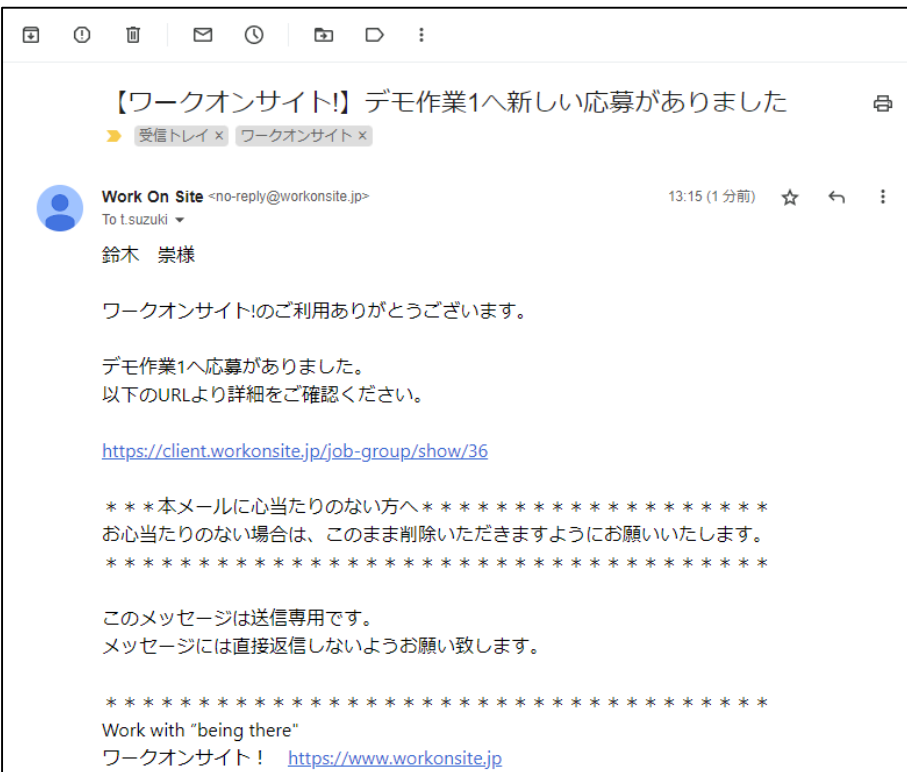 【ワークオンサイト!】デモ作業1へ新しい応募がありました
受信トレイ × ワークオンサイト ×
Work On Site <no-reply@workonsite.jp> 13:15 (1 分前)
To t.suzuki
鈴木　崇様
ワークオンサイト!のご利用ありがとうございます。
デモ作業1へ応募がありました。
以下のURLより詳細をご確認ください。
https://client.workonsite.jp/job-group/show/36
＊＊＊本メールに心当たりのない方へ＊＊＊＊＊＊＊＊＊＊＊＊＊＊＊＊＊＊＊
お心当たりのない場合は、このまま削除いただきますようにお願いいたします。
＊＊＊＊＊＊＊＊＊＊＊＊＊＊＊＊＊＊＊＊＊＊＊＊＊＊＊＊＊＊＊＊＊＊＊＊
このメッセージは送信専用です。
メッセージには直接返信しないようお願い致します。
＊＊＊＊＊＊＊＊＊＊＊＊＊＊＊＊＊＊＊＊＊＊＊＊＊＊＊＊＊＊＊＊＊＊＊＊
Work with “being there"
ワークオンサイト！　https://www.workonsite.jp